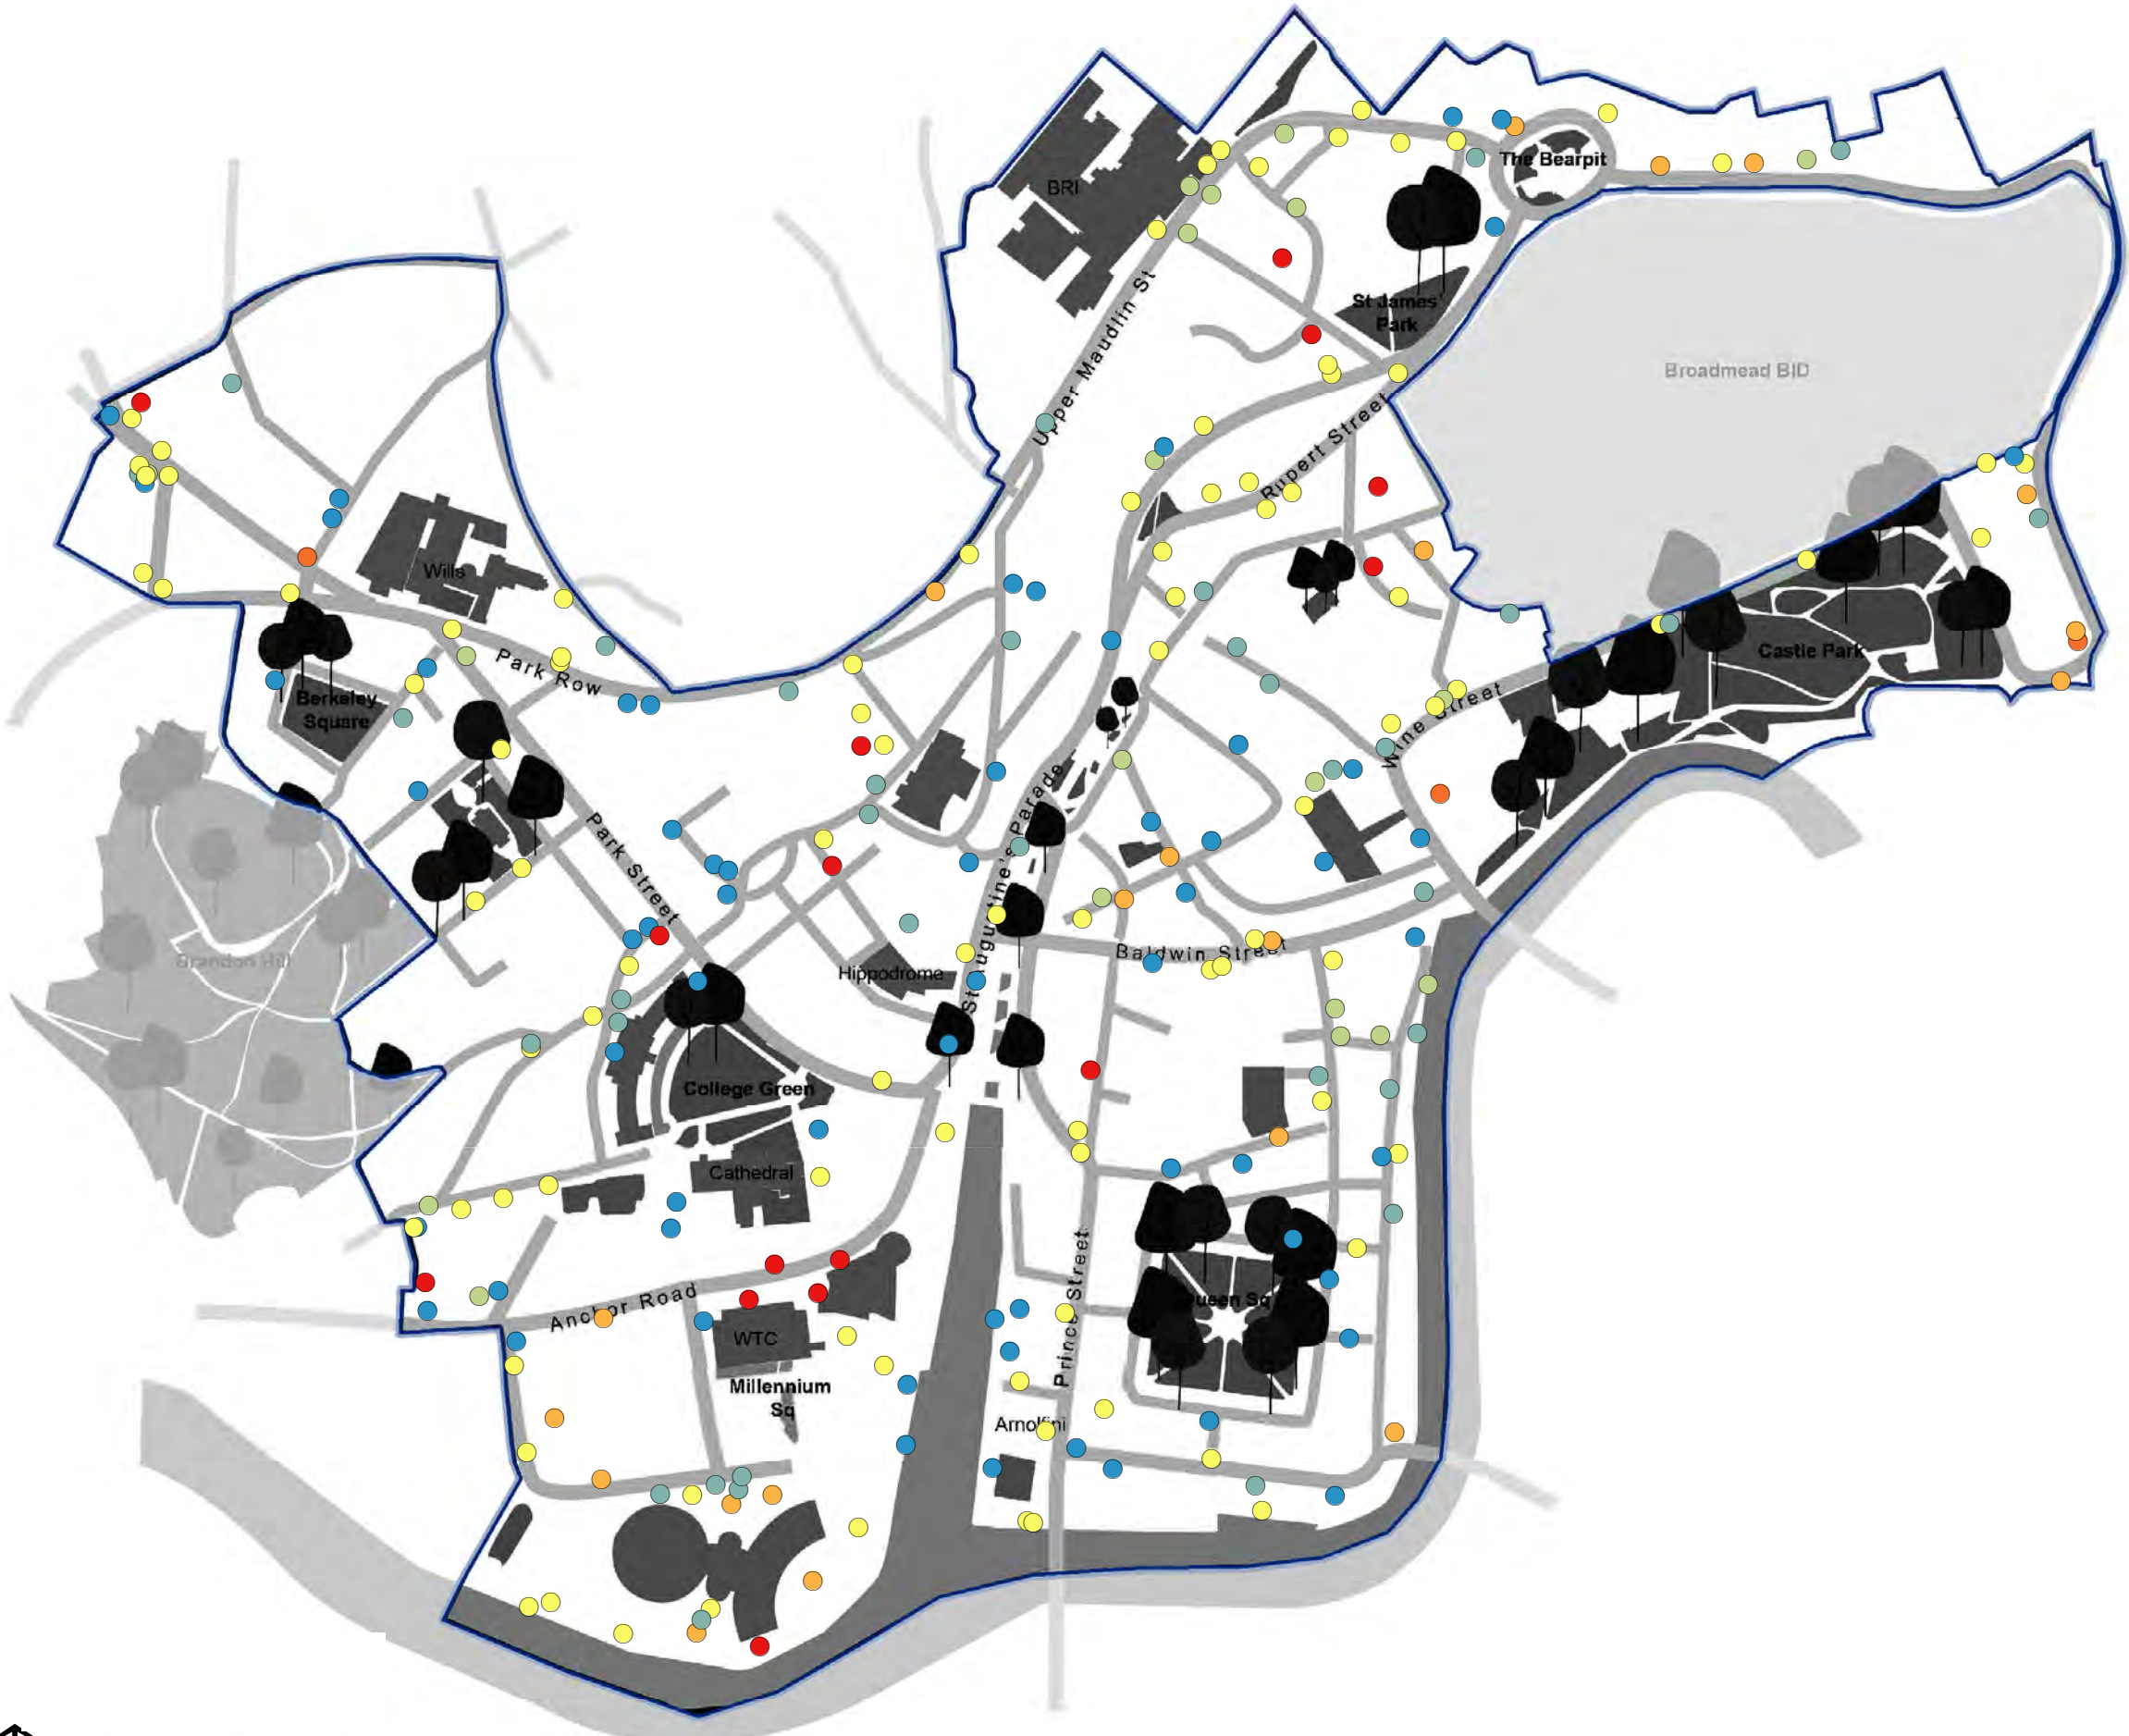 The Bearpit
BRI
Upper Maudlin St
St James'
Park
Broadmead BID
Rupert Street
Wills
Park Row
Berkeley
Square
Castle Park
Wine Street
Park Street
St Augustine's Parade
Brandon Hill
Hippodrome
Baldwin Street
College Green
Cathedral
Anchor Road
Prince Street
Queen Sq
WTC
Millennium
Sq
Arnolfini